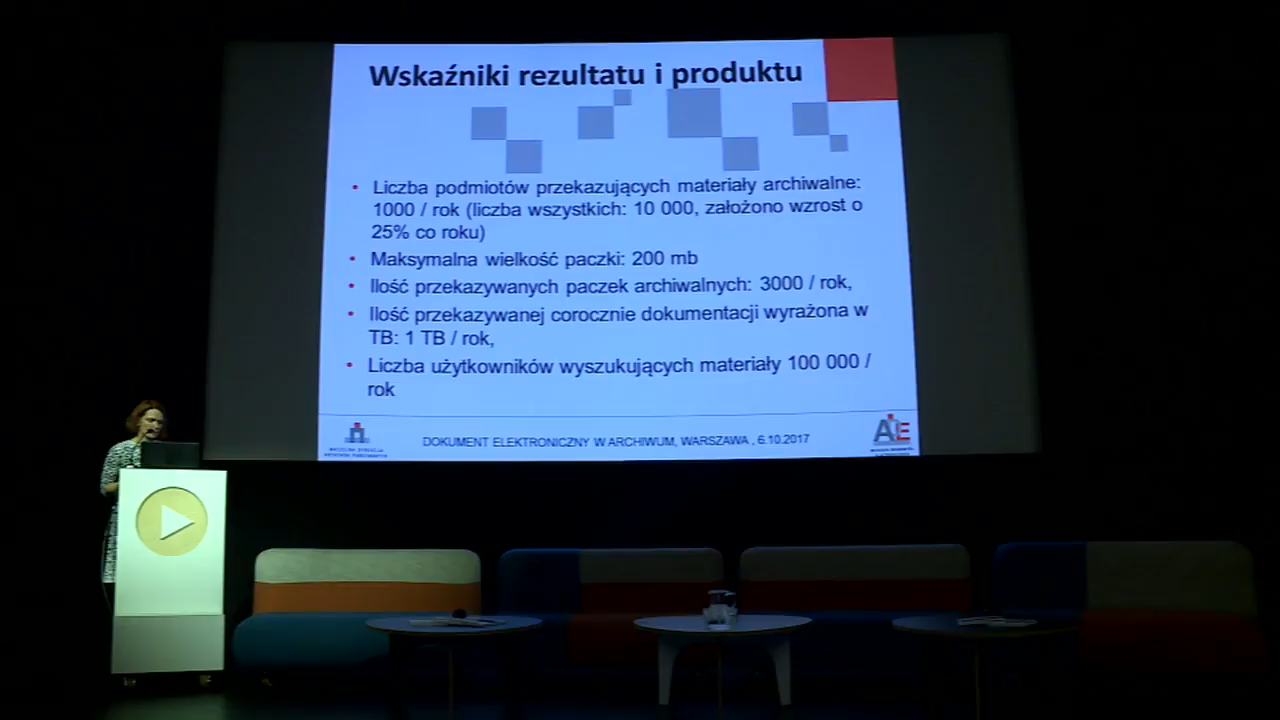 Wskaźniki rezultatu i produktu
• Liczba podmiotów przekazujących materiały archiwalne:
1000 / rok (liczba wszystkich: 10 000, założono wzrost o
25% co roku)
• Maksymalna wielkość paczki: 200 mb
• Ilość przekazywanych paczek archiwalnych: 3000 / rok,
• Ilość przekazywanej corocznie dokumentacji wyrażona w
TB: 1 TB / rok,
• Liczba użytkowników wyszukujących materiały 100 000 /
rok
DOKUMENT ELEKTRONICZNY W ARCHIWUM, WARSZAWA , 6.10.2017